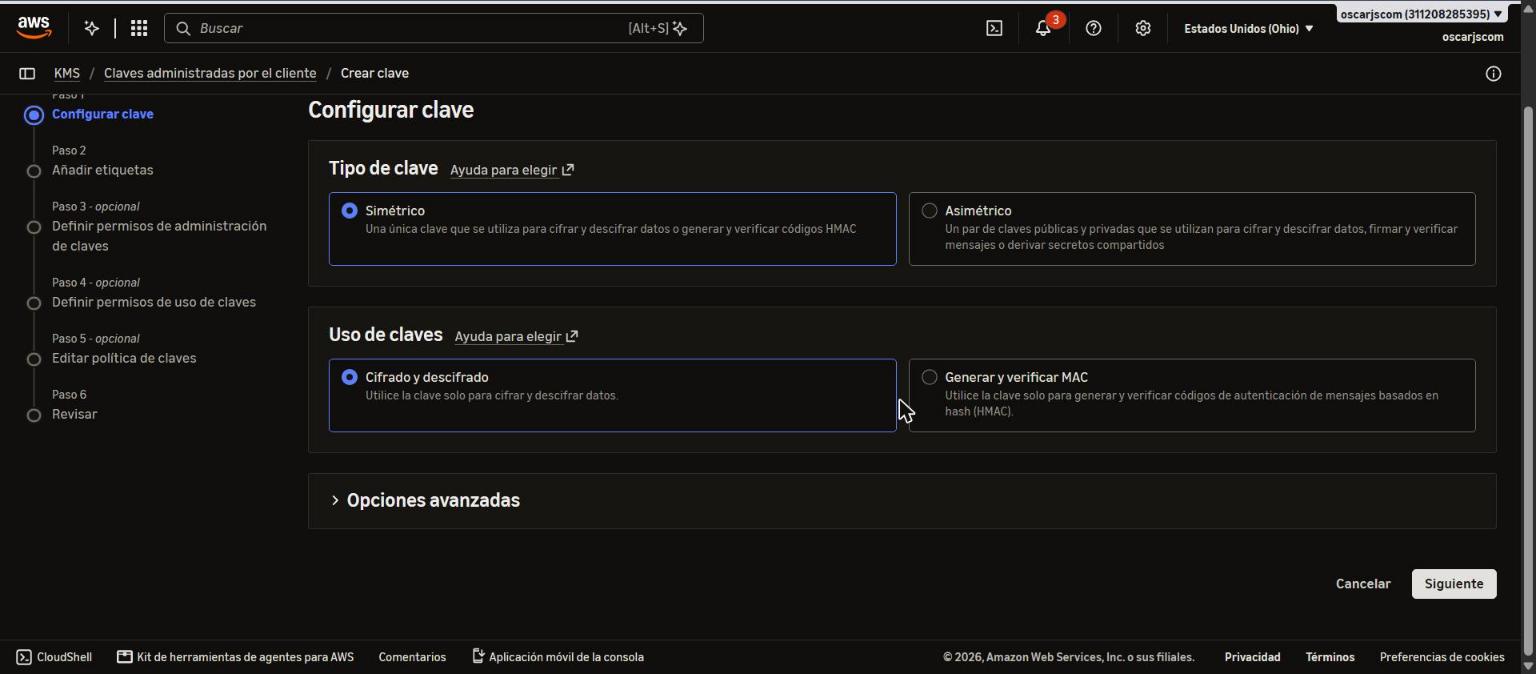 aws
Buscar
[Alt+S]
3
Estados Unidos (Ohio)
oscarjscom (311208285395)
oscarjscom
KMS / Claves administradas por el cliente / Crear clave
Paso 1
Configurar clave
Paso 2
Añadir etiquetas
Paso 3 - opcional
Definir permisos de administración
de claves
Paso 4 - opcional
Definir permisos de uso de claves
Paso 5 - opcional
Editar política de claves
Paso 6
Revisar
Configurar clave
Tipo de clave Ayuda para elegir
Simétrico
Una única clave que se utiliza para cifrar y descifrar datos o generar y verificar códigos HMAC
Asimétrico
Un par de claves públicas y privadas que se utilizan para cifrar y descifrar datos, firmar y verificar
mensajes o derivar secretos compartidos
Uso de claves Ayuda para elegir
Cifrado y descifrado
Utilice la clave solo para cifrar y descifrar datos.
Generar y verificar MAC
Utilice la clave solo para generar y verificar códigos de autenticación de mensajes basados en
hash (HMAC).
Opciones avanzadas
Cancelar
Siguiente
CloudShell
Kit de herramientas de agentes para AWS
Comentarios
Aplicación móvil de la consola
© 2026, Amazon Web Services, Inc. o sus filiales.
Privacidad
Términos
Preferencias de cookies